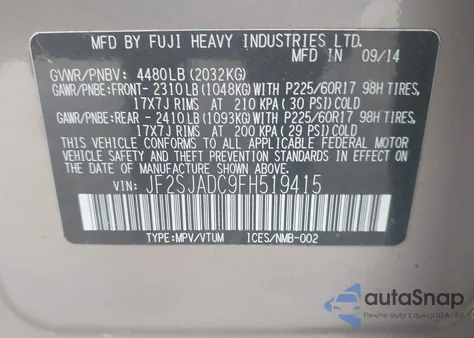 MFD BY FUJI HEAVY INDUSTRIES LTD.
MADE IN JAPAN 09/14
GVWR/PNBV: 4480LB (2032KG)
GAWR/PNBE:FRONT- 2310LB (1048KG) WITH P225/60R17 98H TIRES,
17X7J RIMS AT 210 KPA (30 PSI) COLD
GAWR/PNBE:REAR - 2410LB (1093KG) WITH P225/60R17 98H TIRES,
17X7J RIMS AT 200 KPA (29 PSI) COLD
THIS VEHICLE CONFORMS TO ALL APPLICABLE FEDERAL MOTOR
VEHICLE SAFETY, BUMPER, AND THEFT PREVENTION STANDARDS
IN EFFECT ON THE DATE OF MANUFACTURE SHOWN ABOVE.
VIN: JF2SJADC9FH519415
TYPE:MPV/VTUM ICES/NMB-002
autoSnap